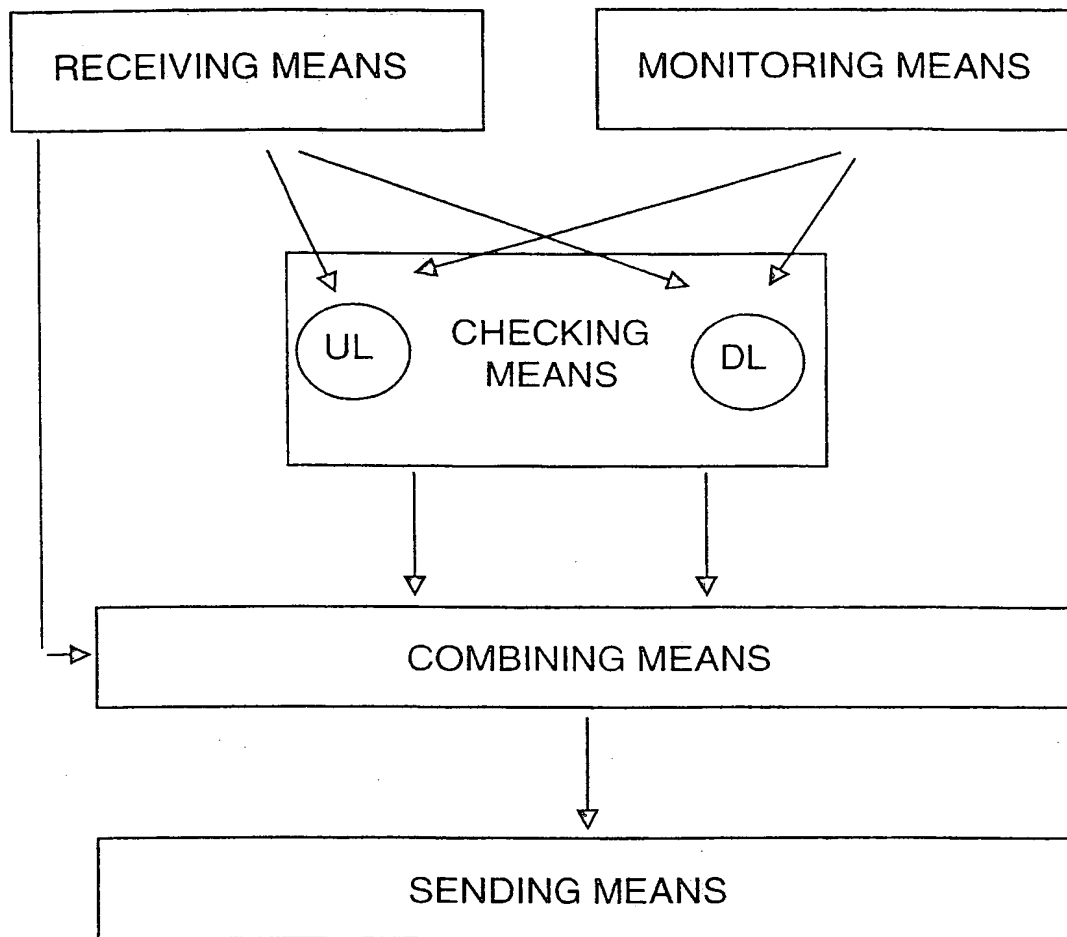 RECEIVING MEANS
MONITORING MEANS
UL
CHECKING
MEANS
DL
COMBINING MEANS
SENDING MEANS